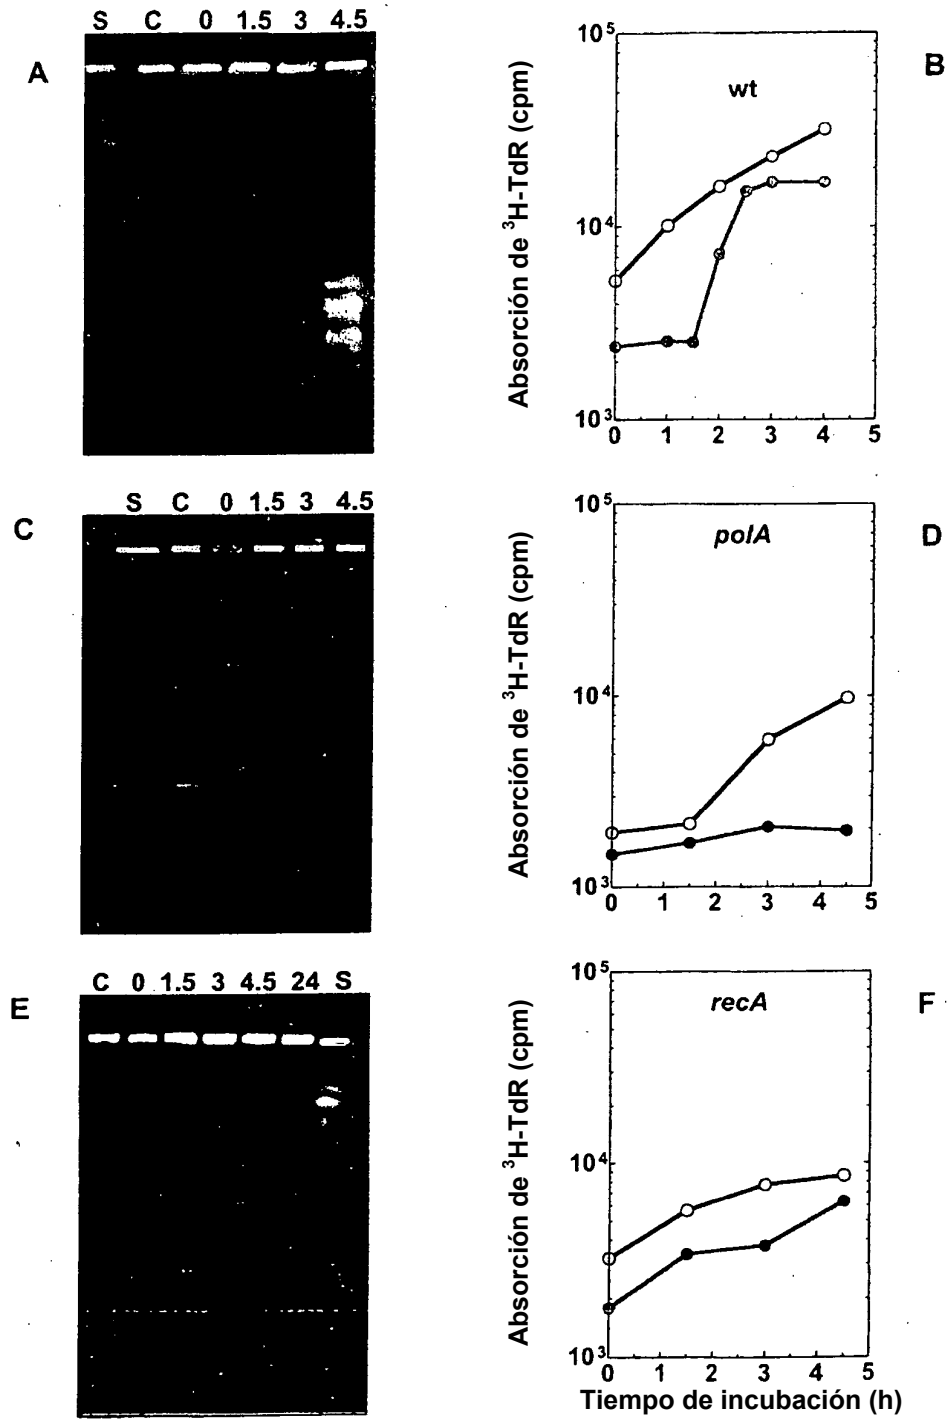 S C 0 1.5 3 4.5
A
B
wt
Absorción de ³H-TdR (cpm)
10⁵
10⁴
10³
0 1 2 3 4 5
S C 0 1.5 3 4.5
C
D
polA
Absorción de ³H-TdR (cpm)
10⁵
10⁴
10³
0 1 2 3 4 5
C 0 1.5 3 4.5 24 S
E
F
recA
Absorción de ³H-TdR (cpm)
10⁵
10⁴
10³
0 1 2 3 4 5
Tiempo de incubación (h)